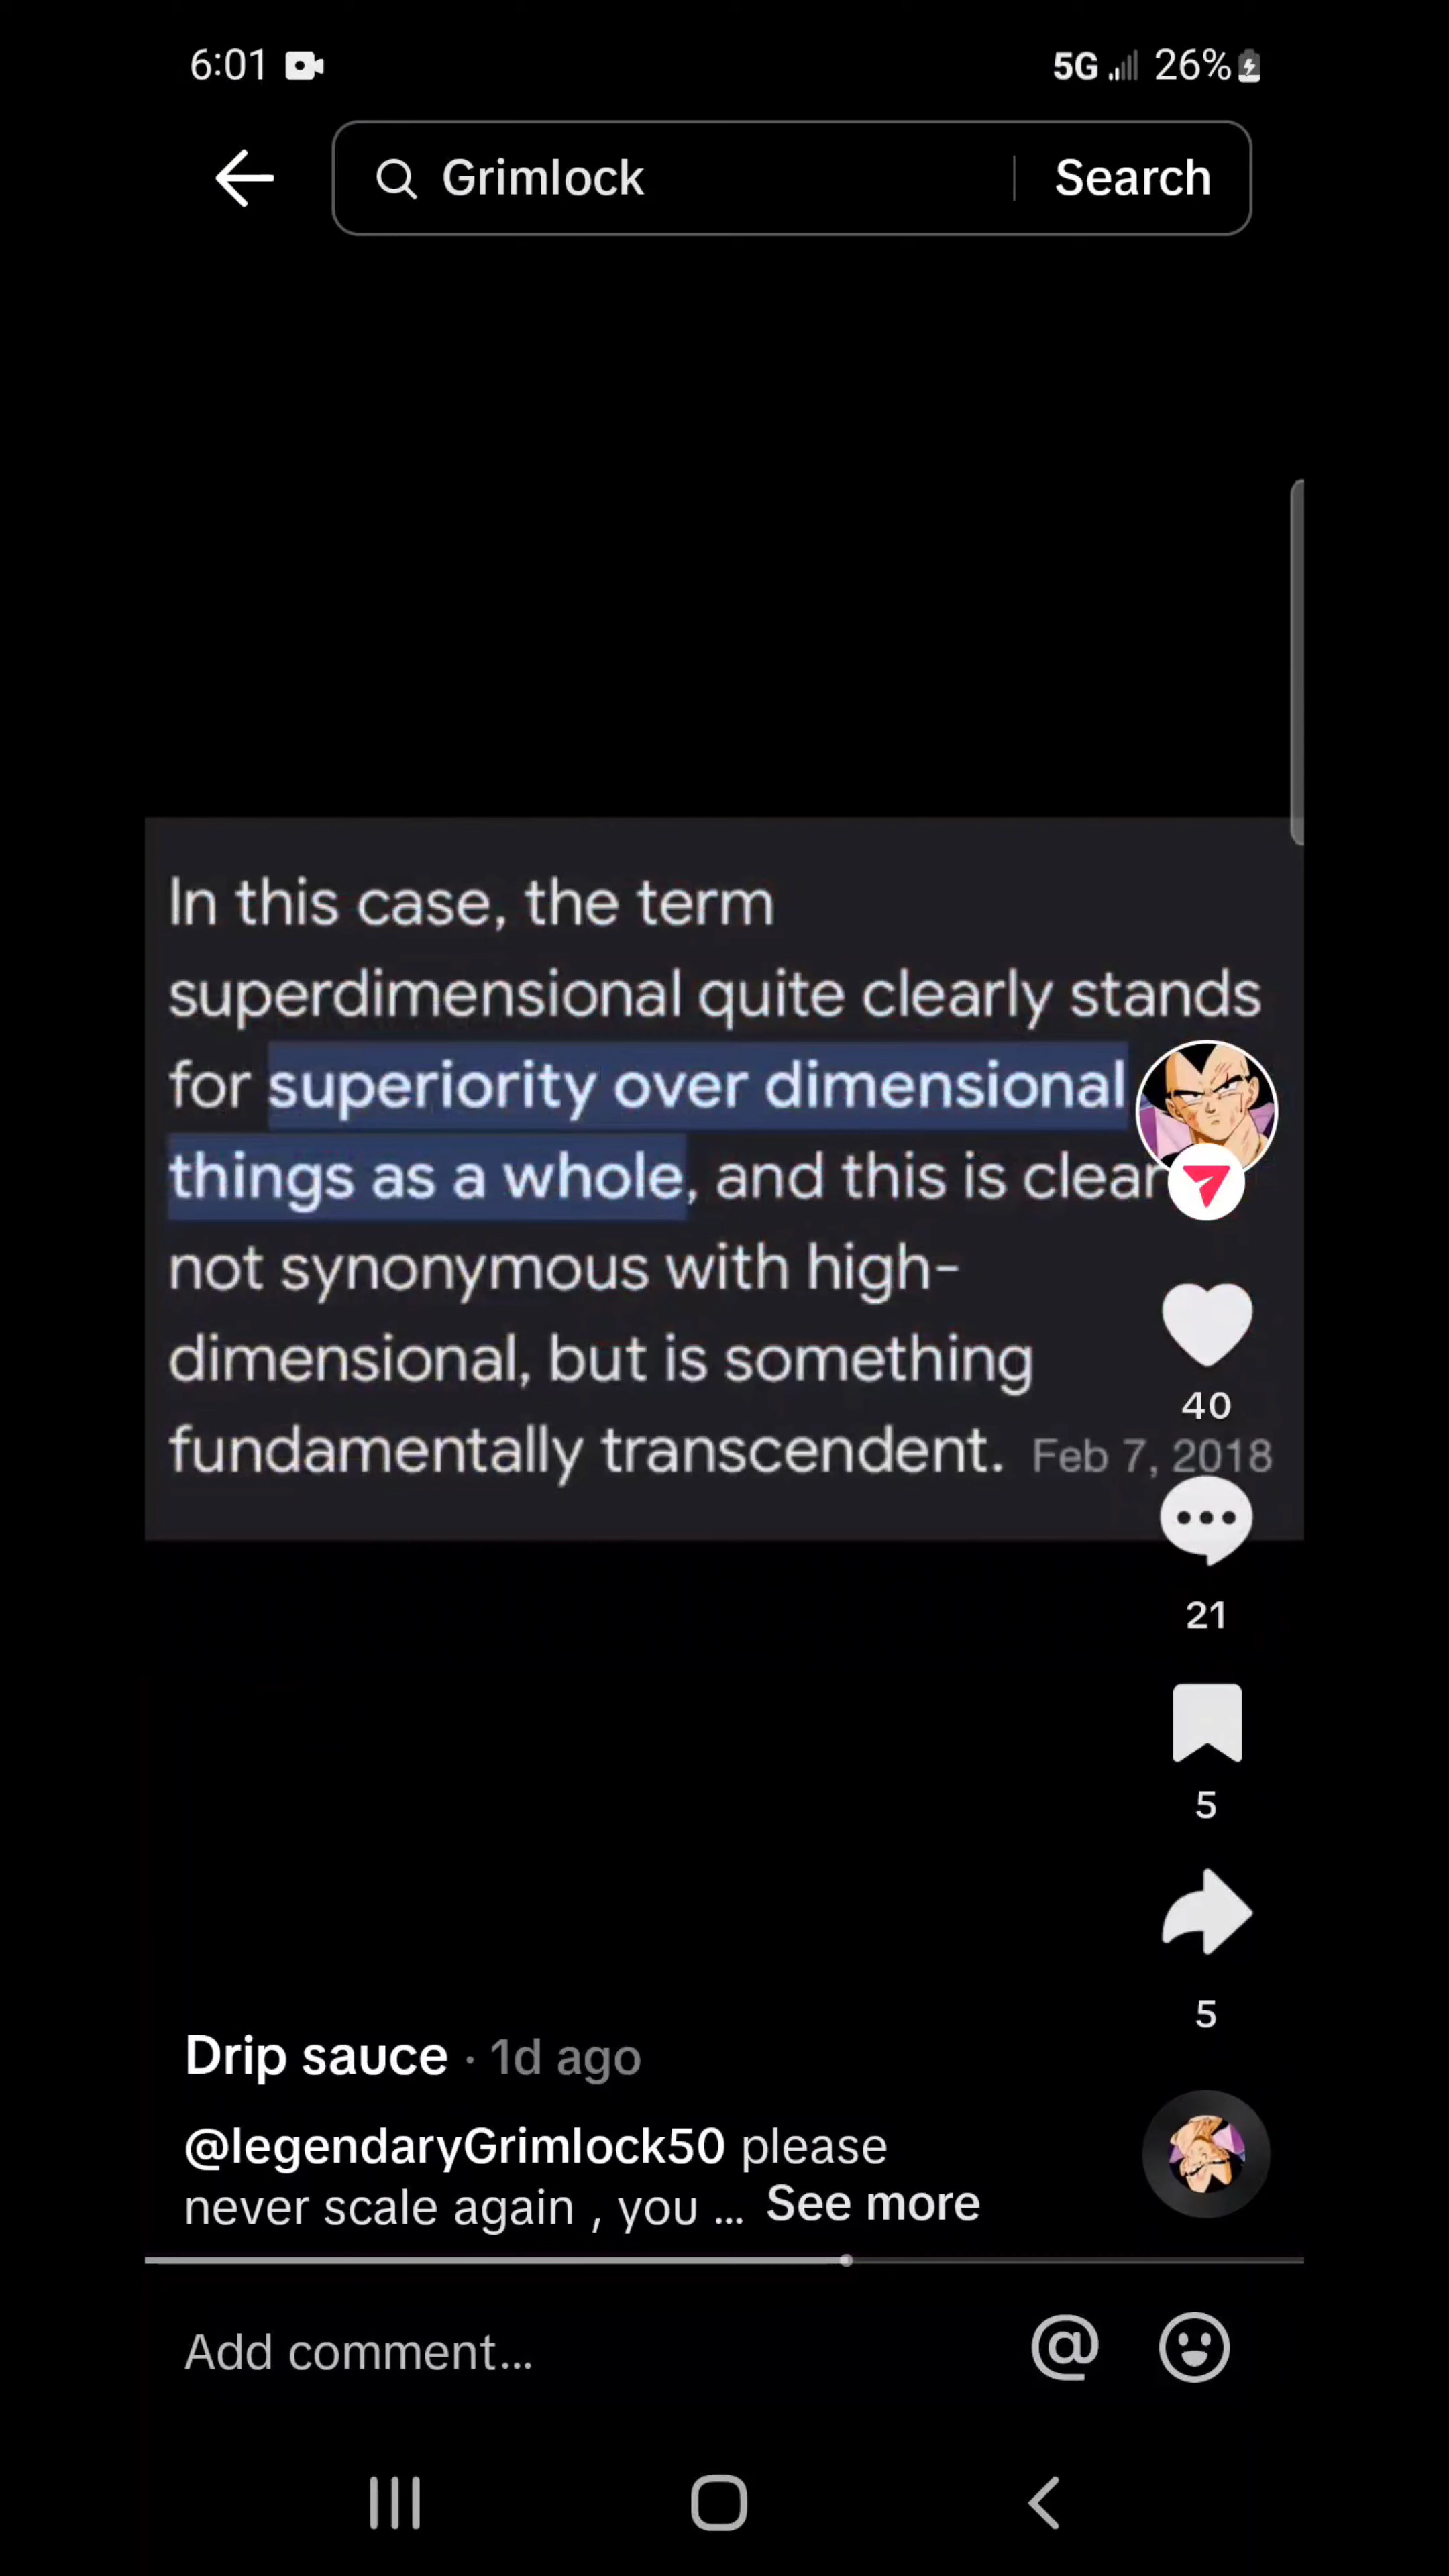 6:01
5G 26%
Grimlock
Search
In this case, the term
superdimensional quite clearly stands
for superiority over dimensional
things as a whole, and this is clear
not synonymous with high-
dimensional, but is something
fundamentally transcendent. Feb 7, 2018
40
21
5
5
Drip sauce · 1d ago
@legendaryGrimlock50 please
never scale again , you ... See more
Add comment...